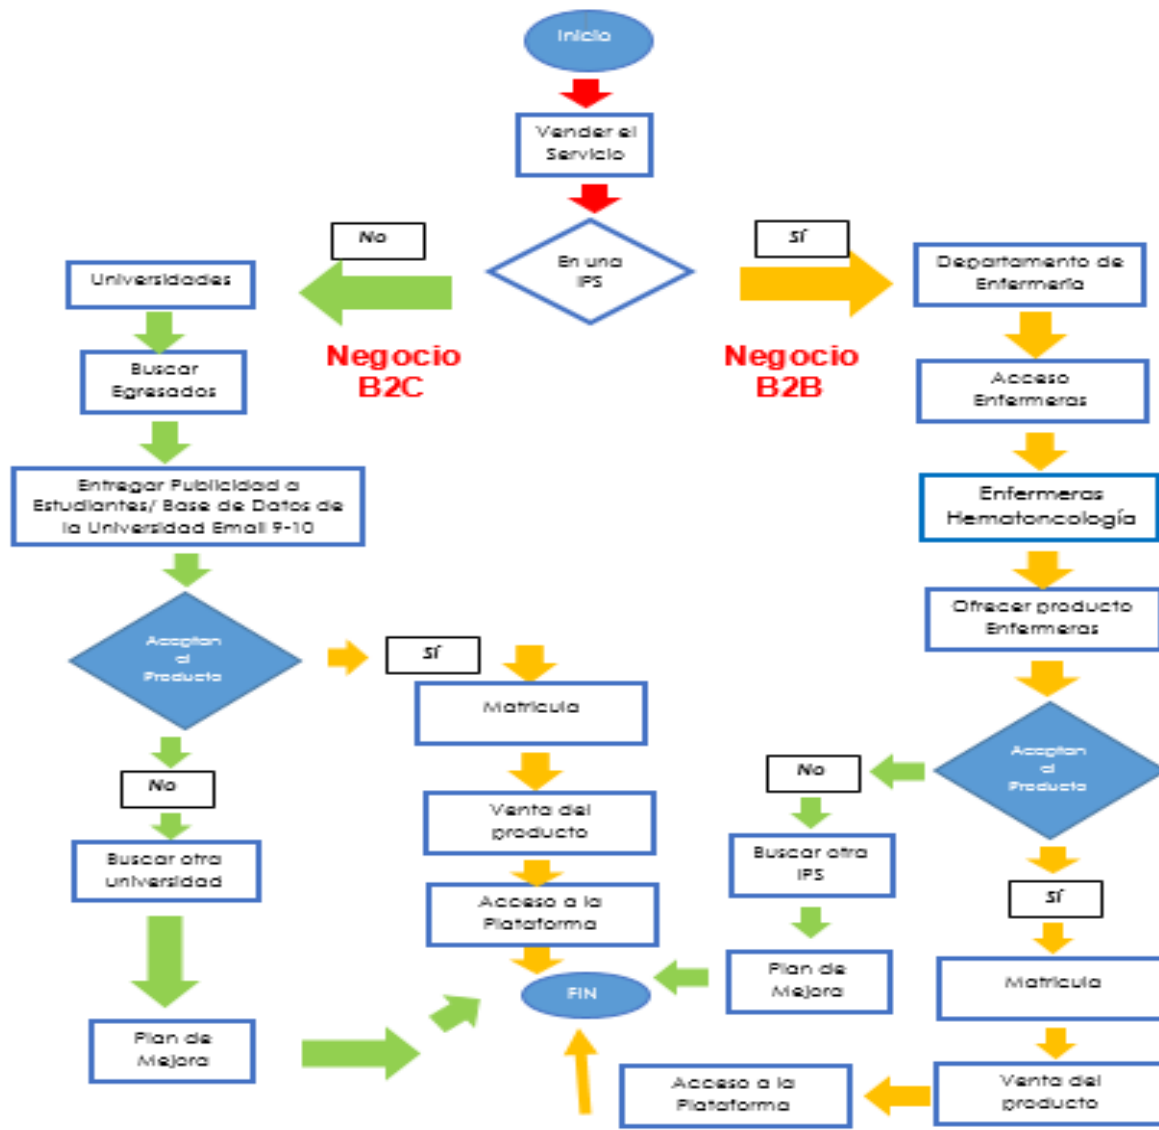 Inicio
Vender el
Servicio
En una
IPS
No
Sí
Negocio
B2C
Negocio
B2B
Universidades
Buscar
Egresados
Entregar Publicidad a
Estudiantes/ Base de Datos de
la Universidad Email 9-10
Aceptan
el
Producto
Sí
Matricula
Venta del
producto
Acceso a la
Plataforma
No
Buscar otra
universidad
Plan de
Mejora
FIN
Departamento de
Enfermería
Acceso
Enfermeras
Enfermeras
Hematoncología
Ofrecer producto
Enfermeras
Aceptan
el
Producto
No
Buscar otra
IPS
Plan de
Mejora
Sí
Matricula
Venta del
producto
Acceso a la
Plataforma